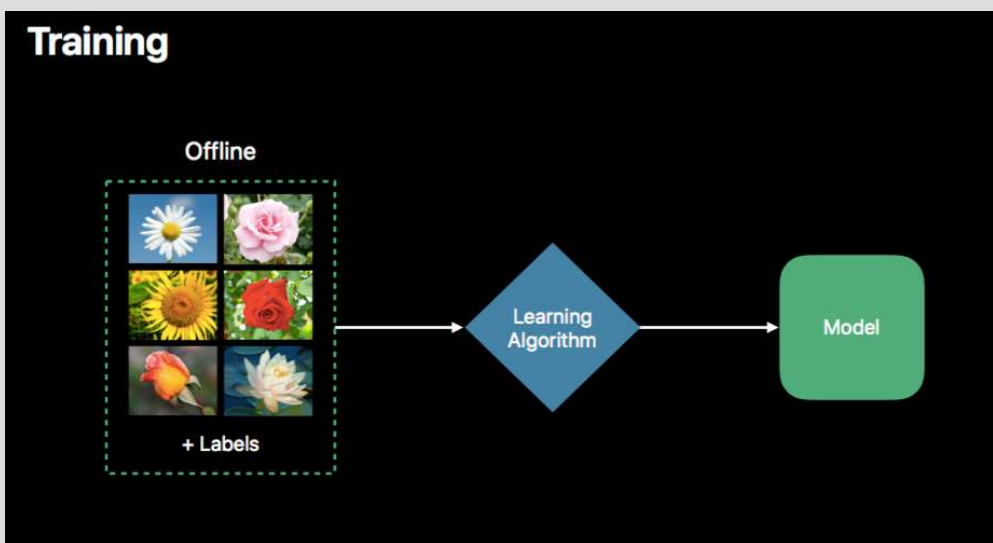 Training
Offline
+ Labels
Learning
Algorithm
Model